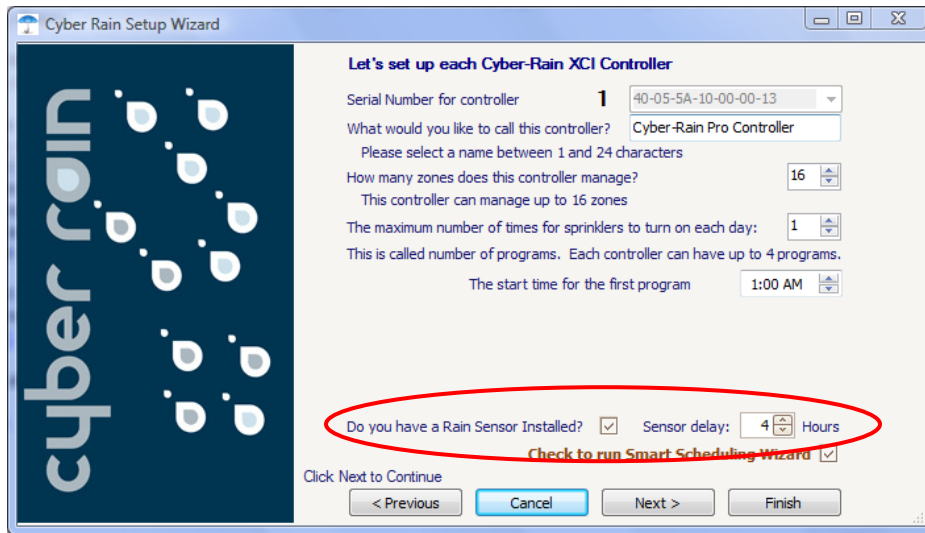 Cyber Rain Setup Wizard
cyber rain
Let's set up each Cyber-Rain XCI Controller
Serial Number for controller 1 40-05-5A-10-00-00-13
What would you like to call this controller? Cyber-Rain Pro Controller
Please select a name between 1 and 24 characters
How many zones does this controller manage? 16
This controller can manage up to 16 zones
The maximum number of times for sprinklers to turn on each day: 1
This is called number of programs. Each controller can have up to 4 programs.
The start time for the first program 1:00 AM
Do you have a Rain Sensor Installed? Sensor delay: 4 Hours
Check to run Smart Scheduling Wizard
Click Next to Continue
< Previous Cancel Next > Finish